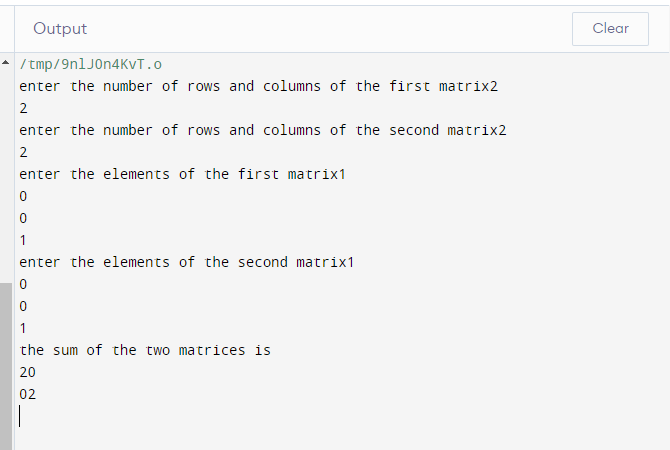 Output
Clear
/tmp/9nlJOn4KvT.o
enter the number of rows and columns of the first matrix2
2
enter the number of rows and columns of the second matrix2
2
enter the elements of the first matrix1
0
0
1
enter the elements of the second matrix1
0
0
1
the sum of the two matrices is
20
02